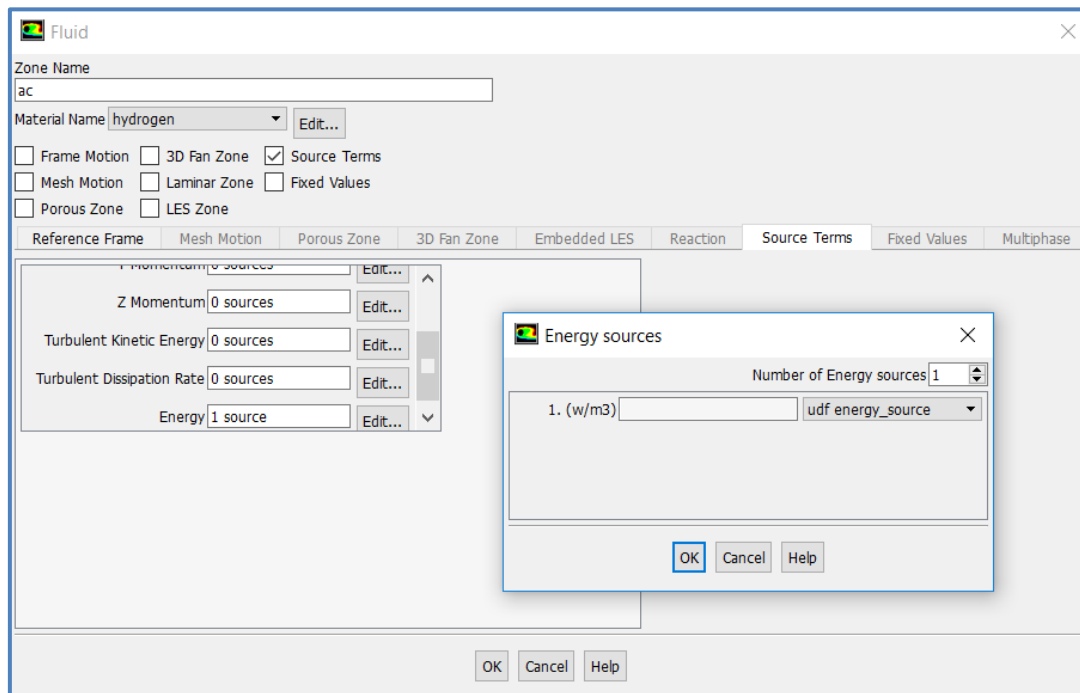 Fluid
Zone Name
ac
Material Name hydrogen Edit...
Frame Motion 3D Fan Zone Source Terms
Mesh Motion Laminar Zone Fixed Values
Porous Zone LES Zone
Reference Frame Mesh Motion Porous Zone 3D Fan Zone Embedded LES Reaction Source Terms Fixed Values Multiphase
Momentum 0 sources Edit...
Z Momentum 0 sources Edit...
Turbulent Kinetic Energy 0 sources Edit...
Turbulent Dissipation Rate 0 sources Edit...
Energy 1 source Edit...
Energy sources
Number of Energy sources 1
1. (w/m3) udf energy_source
OK Cancel Help
OK Cancel Help